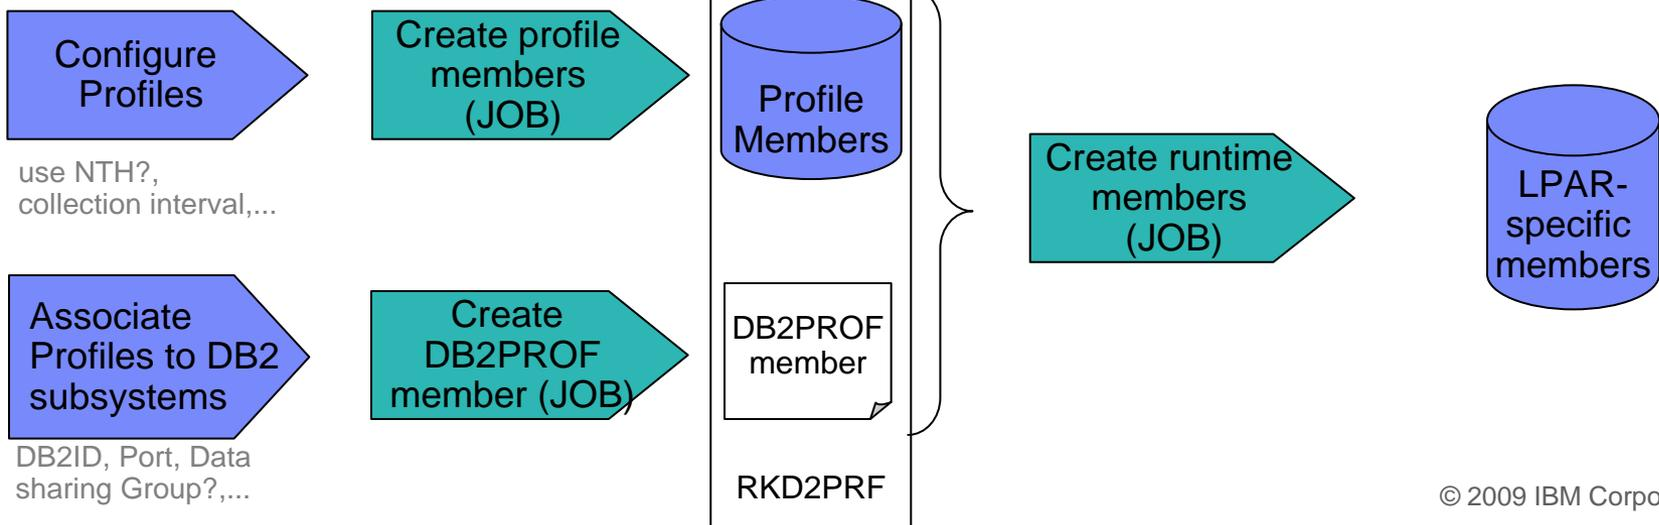 Configure
Profiles
use NTH?,
collection interval,...
Create profile
members
(JOB)
Profile
Members
Create runtime
members
(JOB)
LPAR-
specific
members
Associate
Profiles to DB2
subsystems
DB2ID, Port, Data
sharing Group?,...
Create
DB2PROF
member (JOB)
DB2PROF
member
RKD2PRF
© 2009 IBM Corpo